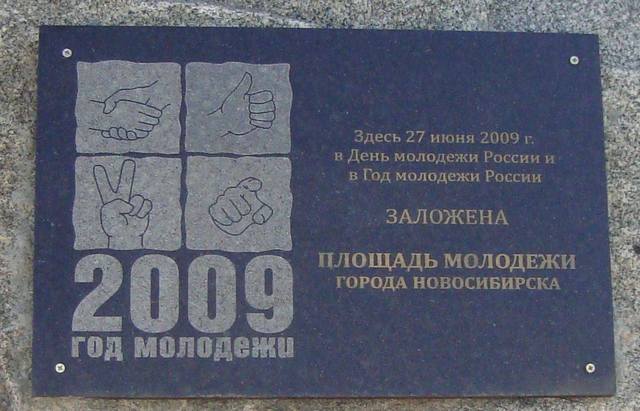 2009
год молодежи
Здесь 27 июня 2009 г.
в День молодежи России и
в Год молодежи России
ЗАЛОЖЕНА
ПЛОЩАДЬ МОЛОДЕЖИ
ГОРОДА НОВОСИБИРСКА